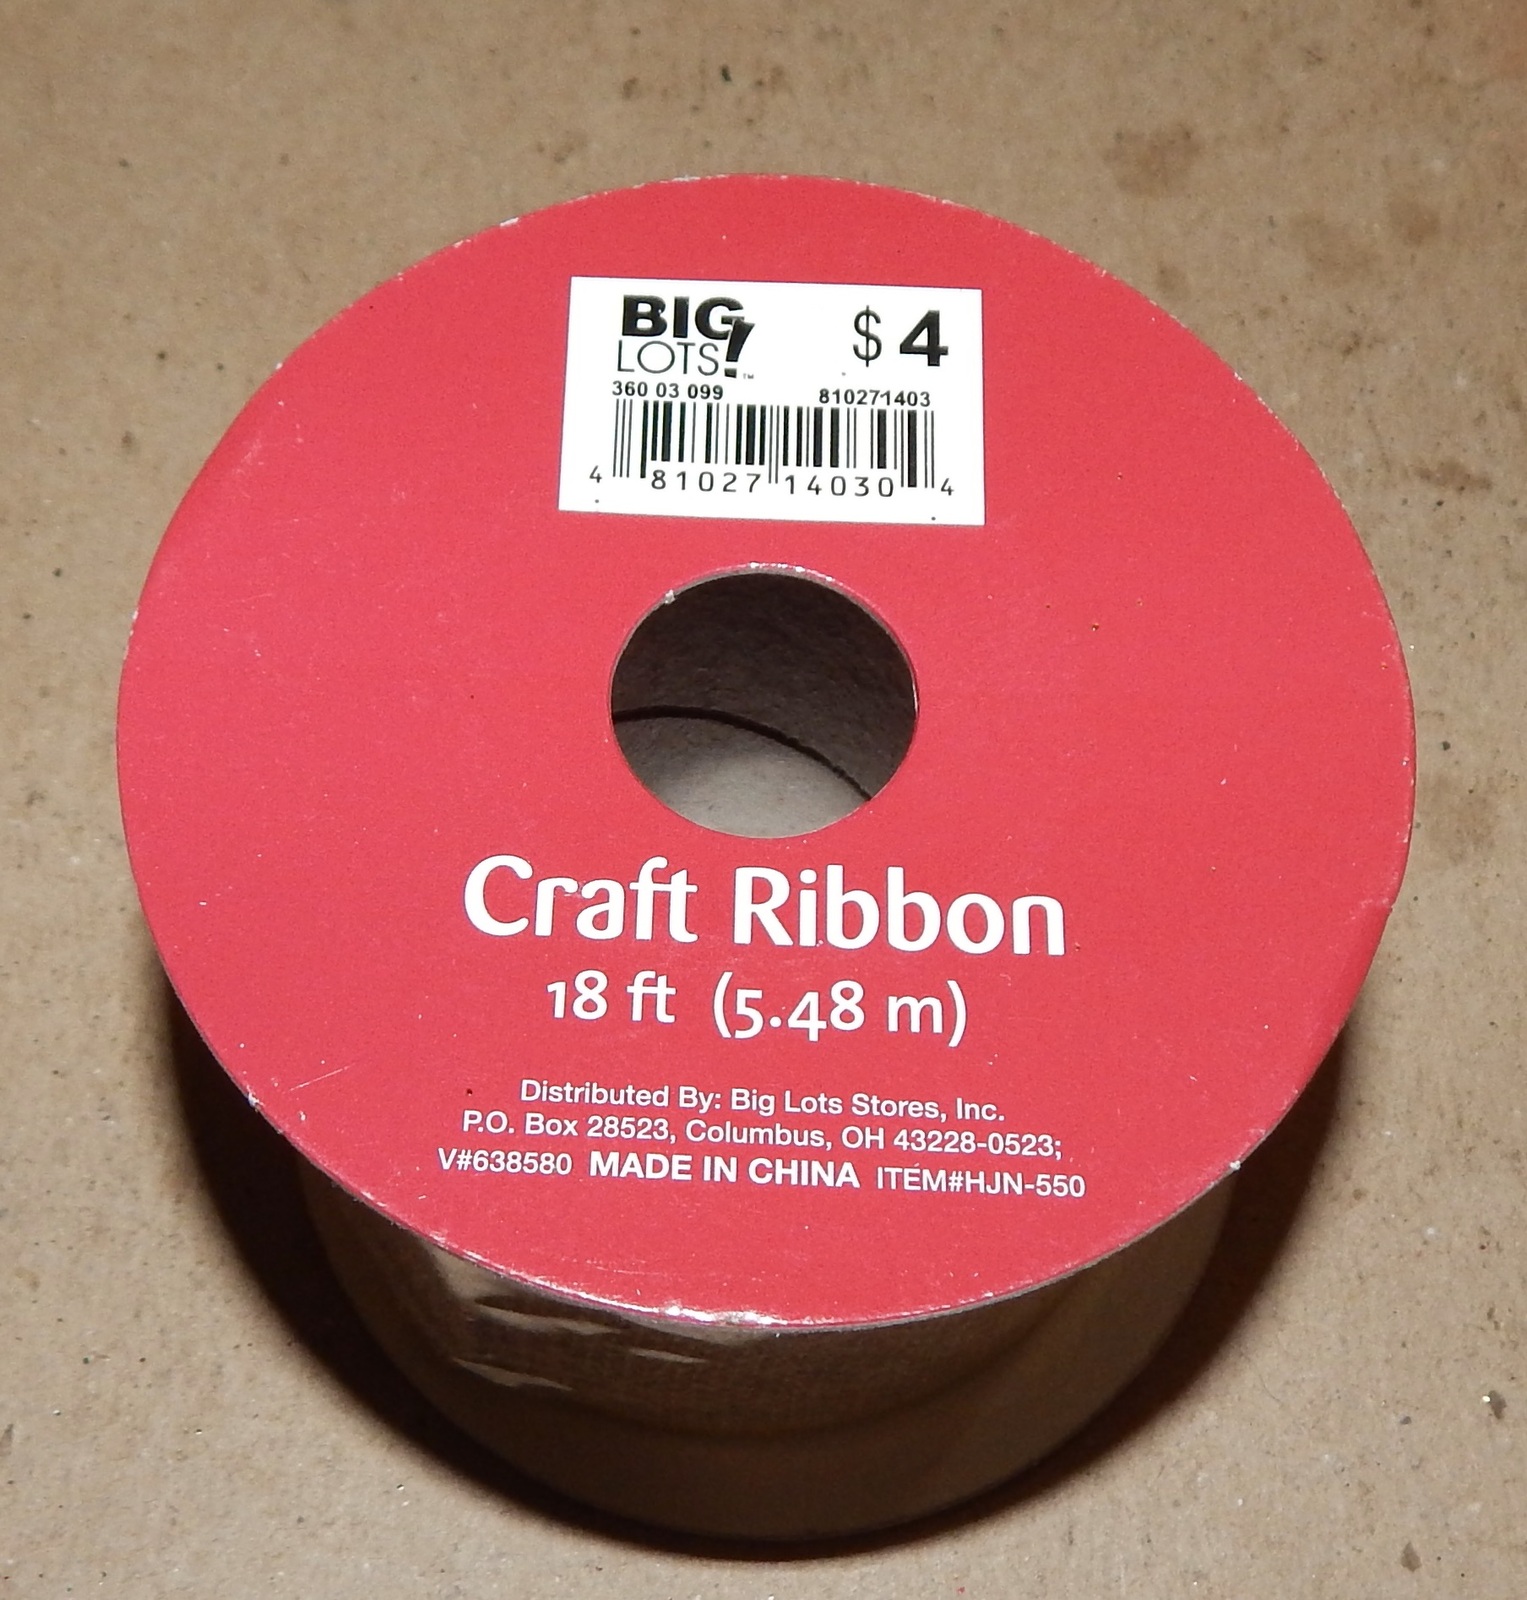 BIG $ 4
LOTS!™
360 03 099 810271403
4 81027 14030 4
Craft Ribbon
18 ft (5.48 m)
Distributed By: Big Lots Stores, Inc.
P.O. Box 28523, Columbus, OH 43228-0523;
V#638580 MADE IN CHINA ITEM#HJN-550